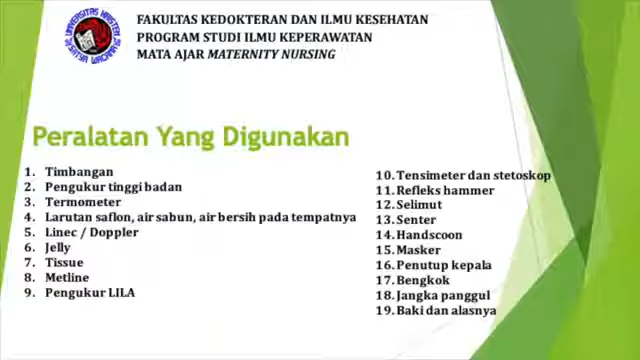 FAKULTAS KEDOKTERAN DAN ILMU KESEHATAN
PROGRAM STUDI ILMU KEPERAWATAN
MATA AJAR MATERNITY NURSING
Peralatan Yang Digunakan
1. Timbangan
2. Pengukur tinggi badan
3. Termometer
4. Larutan saflon, air sabun, air bersih pada tempatnya
5. Linec / Doppler
6. Jelly
7. Tissue
8. Metline
9. Pengukur LILA
10. Tensimeter dan stetoskop
11. Refleks hammer
12. Selimut
13. Senter
14. Handscoon
15. Masker
16. Penutup kepala
17. Bengkok
18. Jangka panggul
19. Baki dan alasnya